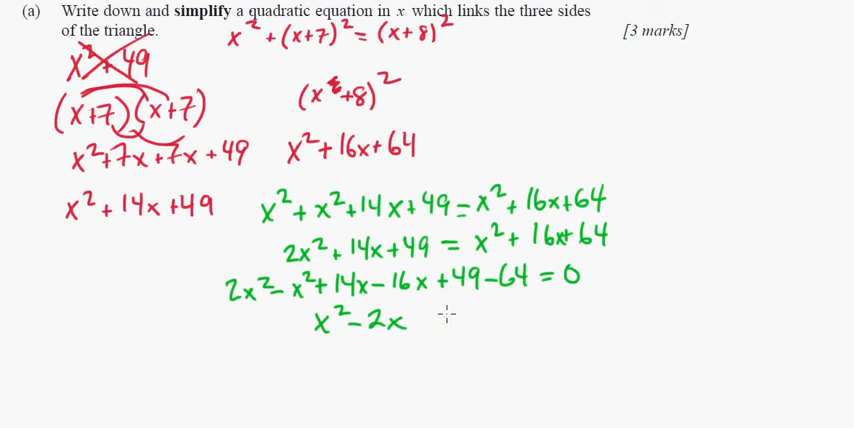 (a) Write down and simplify a quadratic equation in x which links the three sides
of the triangle. [3 marks]
x² + (x+7)² = (x+8)²
x² + 49
(x+7)(x+7)
(x+8)²
x²+7x+7x+49
x²+16x+64
x²+14x+49
x²+x²+14x+49=x²+16x+64
2x²+14x+49 = x²+16x+64
2x²-x²+14x-16x+49-64=0
x²-2x